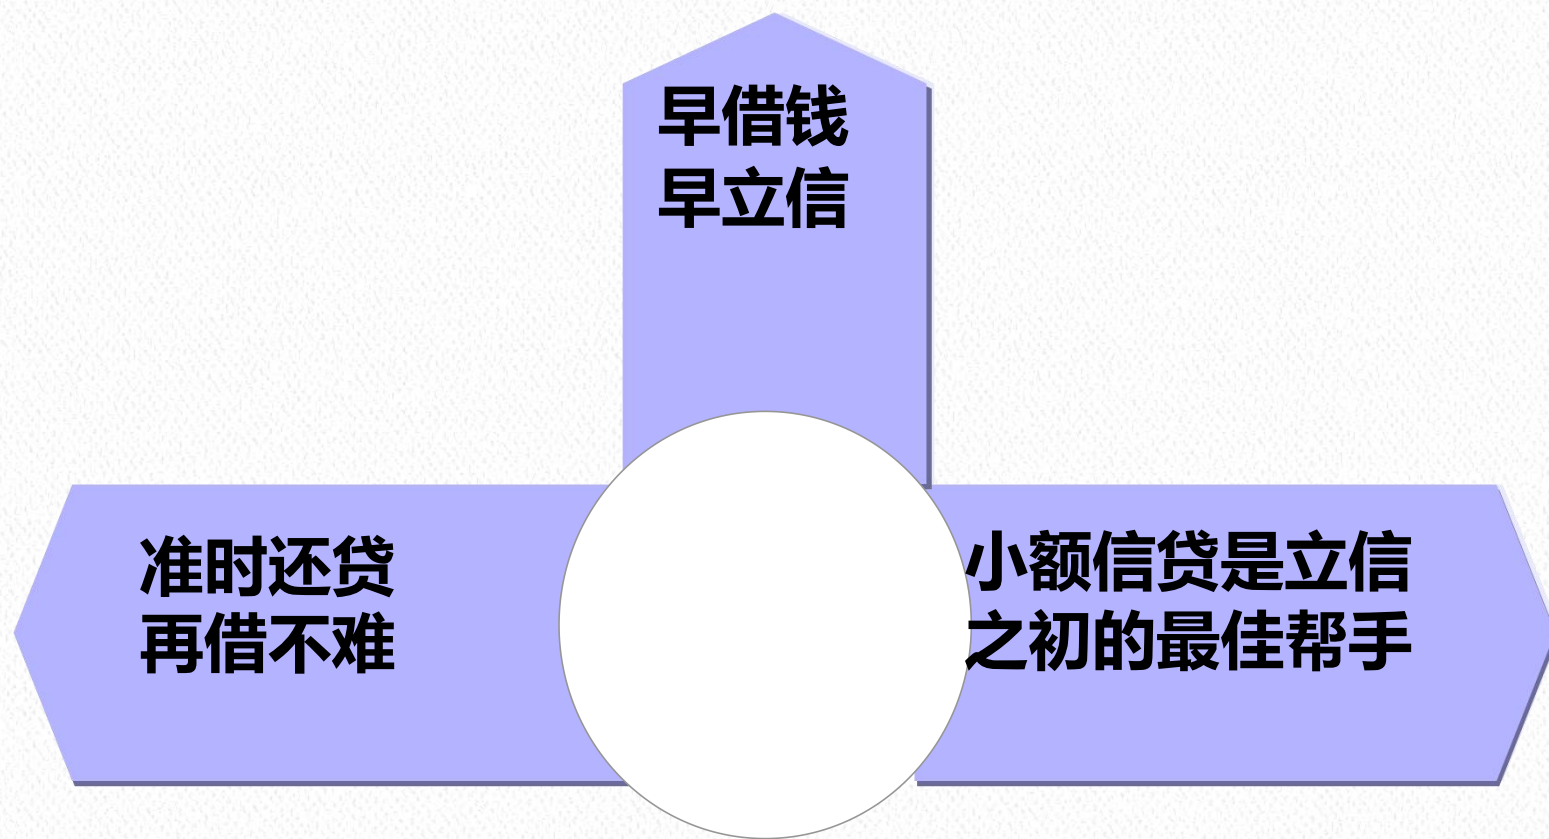 早借钱
早立信
准时还贷
再借不难
小额信贷是立信
之初的最佳帮手